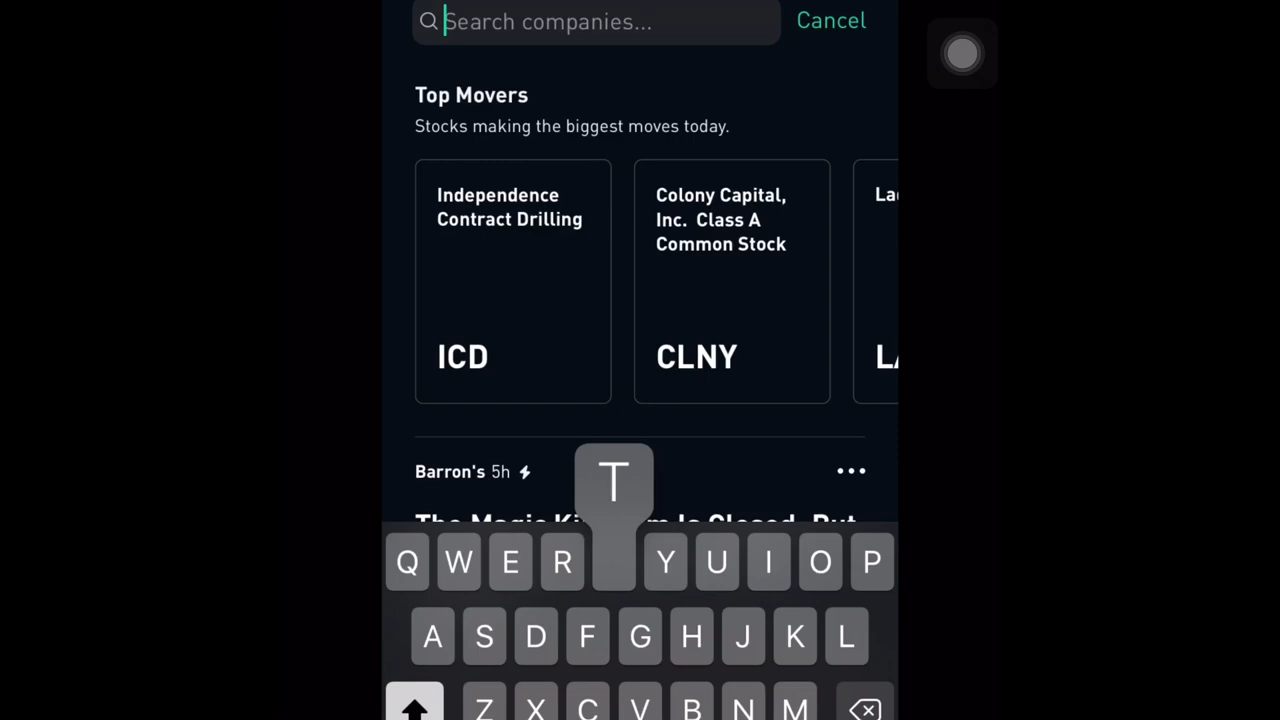 Search companies...
Cancel
Top Movers
Stocks making the biggest moves today.
Independence
Contract Drilling
ICD
Colony Capital,
Inc. Class A
Common Stock
CLNY
Barron's 5h
T
Q W E R Y U I O P
A S D F G H J K L
Z X C V B N M